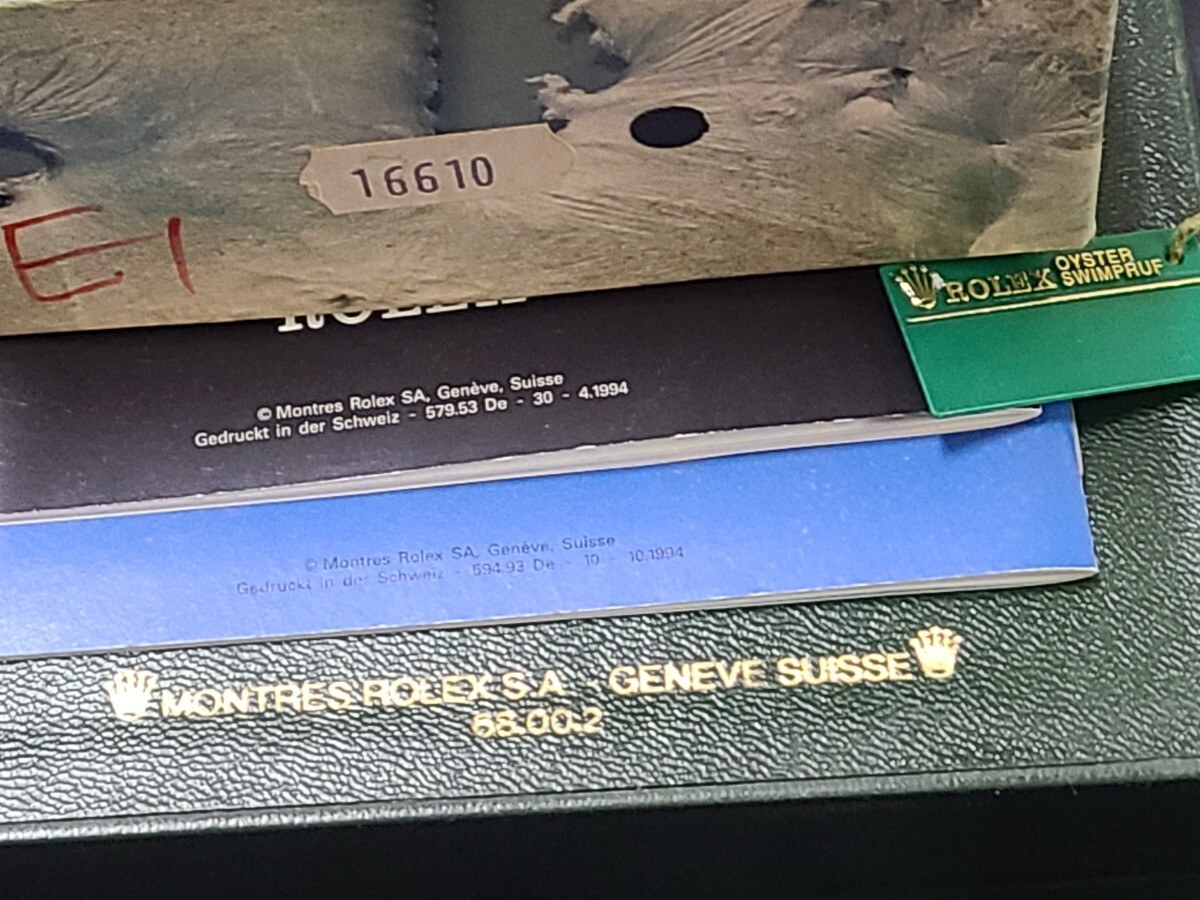 16610
E1
ROLEX
OYSTER
SWIMPRUF
ROLEX
© Montres Rolex SA, Genève, Suisse
Gedruckt in der Schweiz - 579.53 De - 30 - 4.1994
© Montres Rolex SA, Genève, Suisse
Gedruckt in der Schweiz - 594.93 De - 10 - 10.1994
MONTRES ROLEX S.A - GENEVE SUISSE
68.00.2